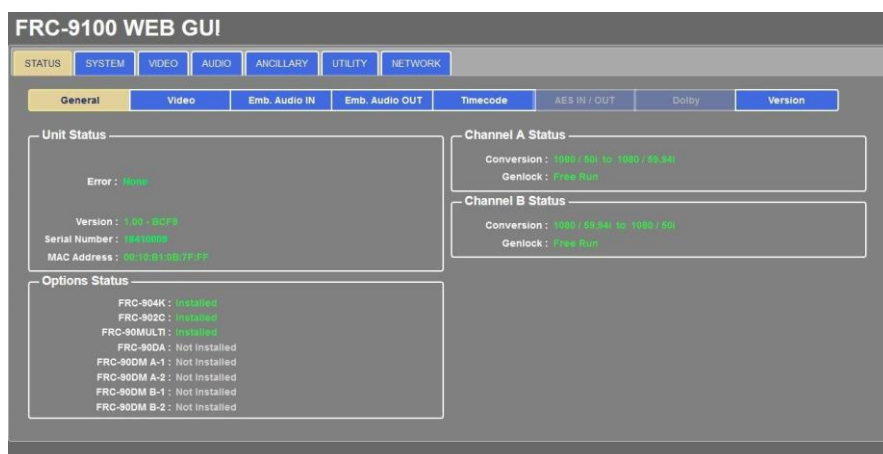 FRC-9100 WEB GUI
STATUS SYSTEM VIDEO AUDIO ANCILLARY UTILITY NETWORK
General Video Emb. Audio IN Emb. Audio OUT Timecode AES IN / OUT Dolby Version
Unit Status
Error : None
Version : 1.00 - BCF9
Serial Number :
MAC Address : 00:10:B1:0B:7F:FF
Options Status
FRC-904K : Installed
FRC-902C : Installed
FRC-90MULTI : Installed
FRC-90DA : Not Installed
FRC-90DM A-1 : Not Installed
FRC-90DM A-2 : Not Installed
FRC-90DM B-1 : Not Installed
FRC-90DM B-2 : Not Installed
Channel A Status
Conversion : 1080 / 50i to 1080 / 59.94i
Genlock : Free Run
Channel B Status
Conversion : 1080 / 59.94i to 1080 / 50i
Genlock : Free Run